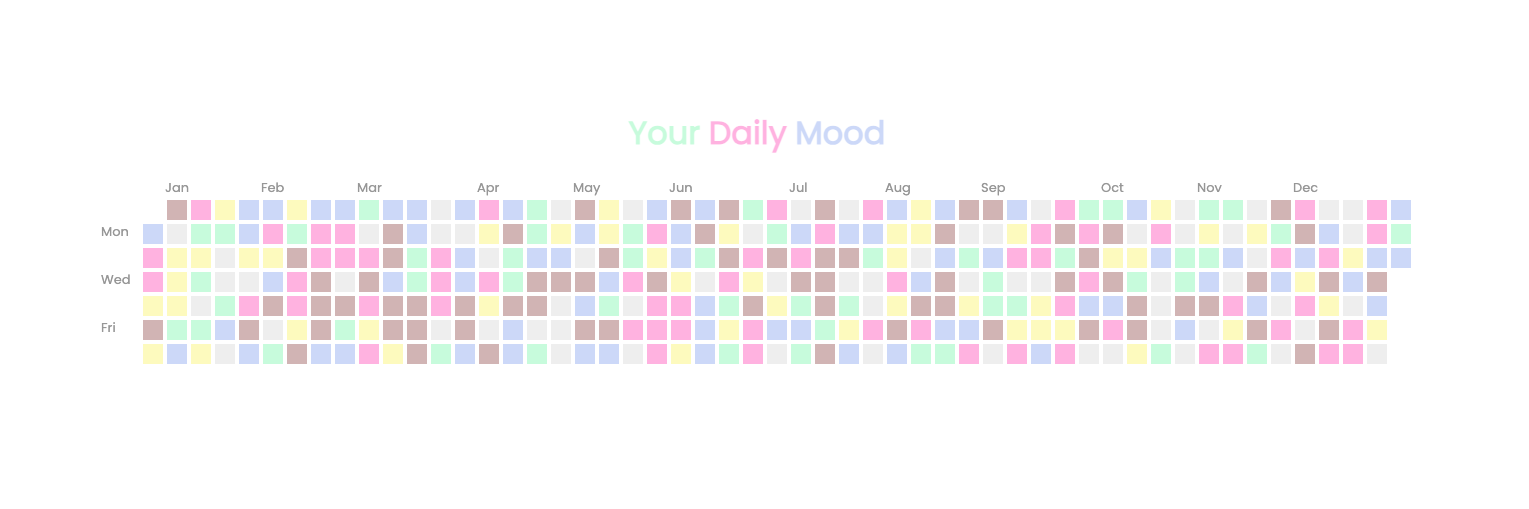 Your Daily Mood
Jan Feb Mar Apr May Jun Jul Aug Sep Oct Nov Dec
Mon
Wed
Fri